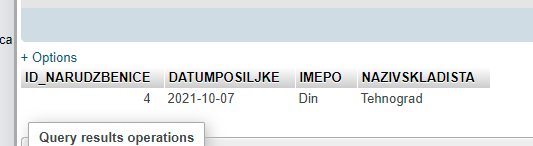 ca
+ Options
ID_NARUDZBENICE DATUMPOSILJKE IMEPO NAZIVSKLADISTA
4 2021-10-07 Din Tehnograd
Query results operations